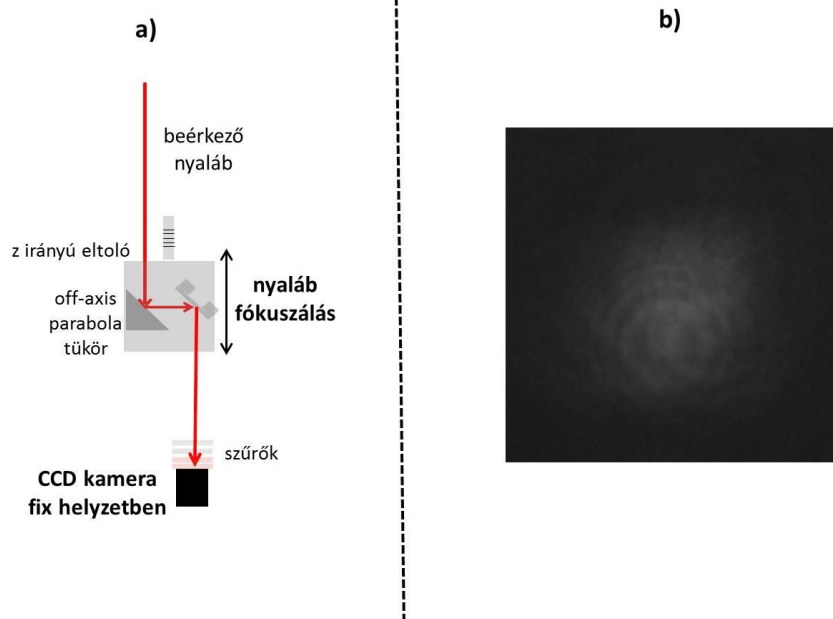 a)
beérkező
nyaláb
z irányú eltoló
off-axis
parabola
tükör
nyaláb
fókuszálás
szűrők
CCD kamera
fix helyzetben
b)